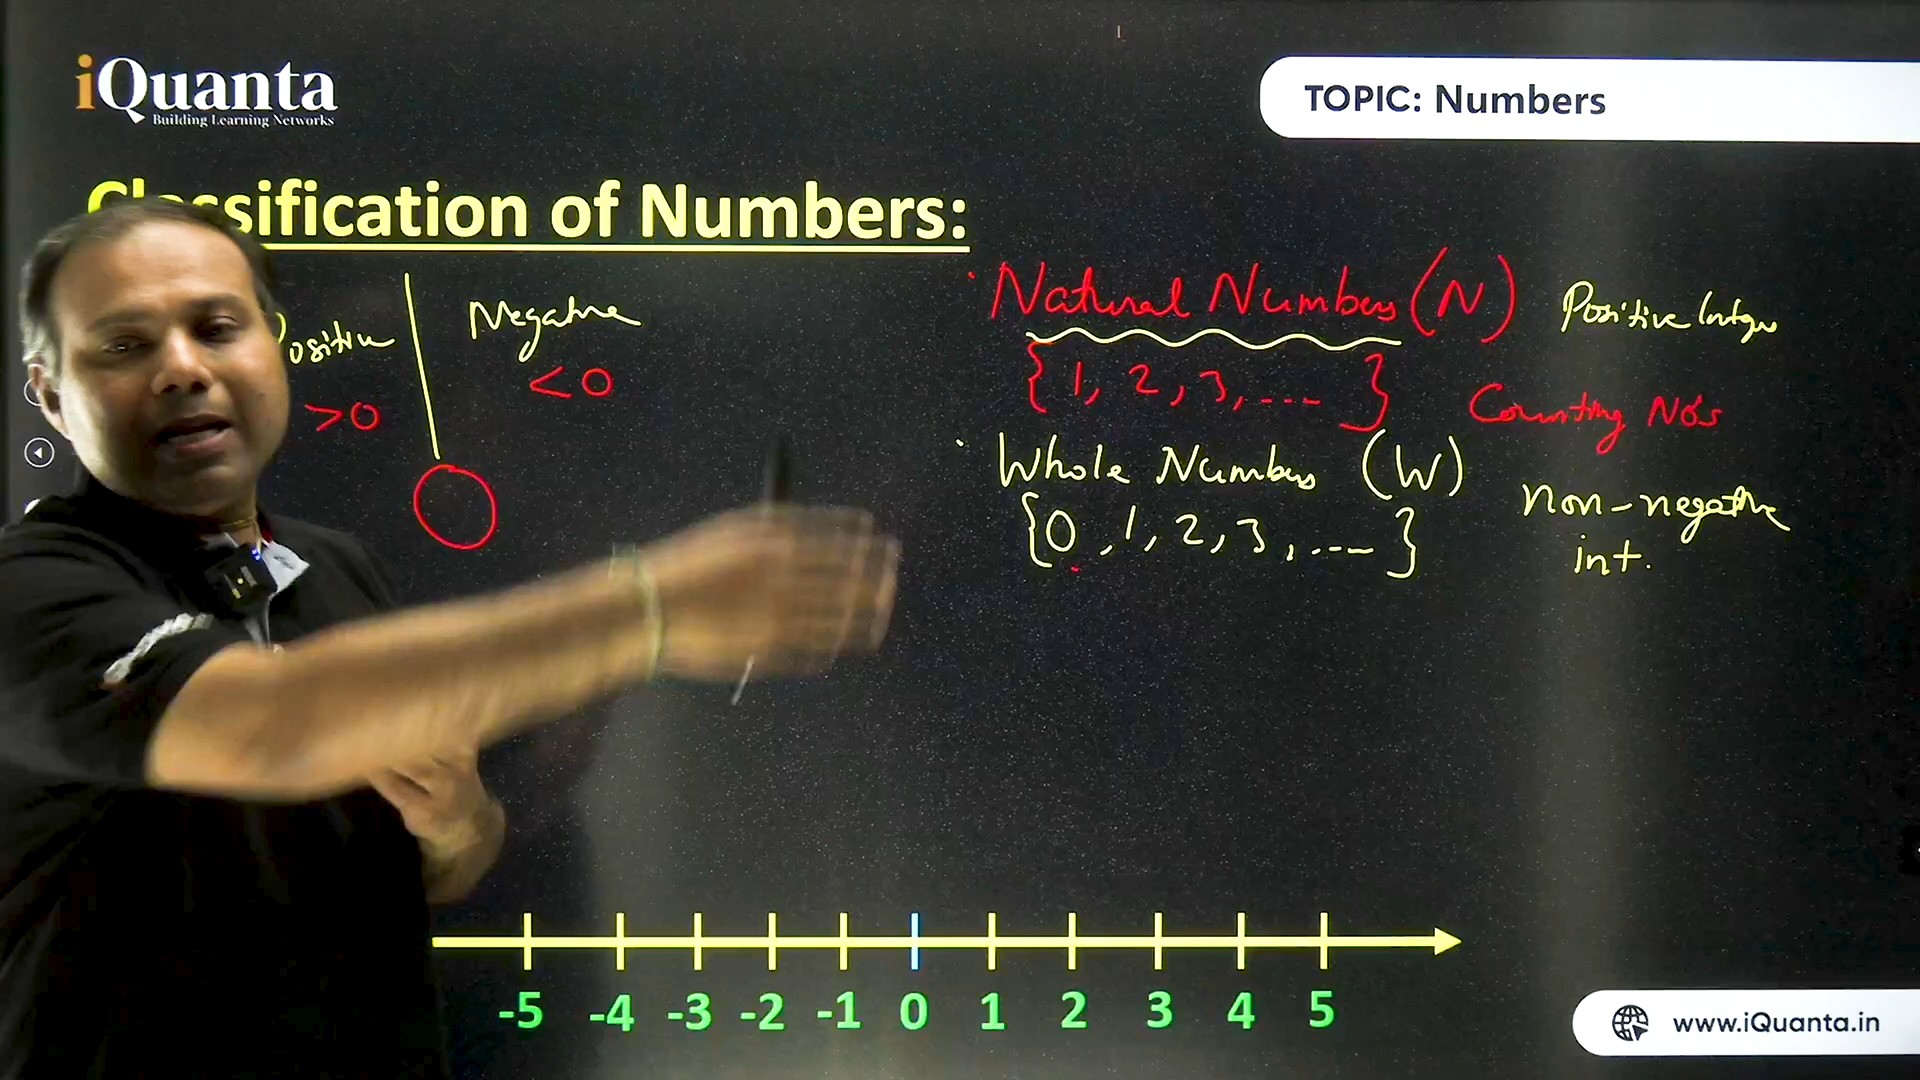 iQuanta
Building Learning Networks
TOPIC: Numbers
Classification of Numbers:
Positive
>0
Negative
<0
Natural Numbers (N) Positive Integer
{1, 2, 3, ....}
Counting No's
Whole Numbers (W)
{0, 1, 2, 3, ....}
Non-negative
int.
-5 -4 -3 -2 -1 0 1 2 3 4 5
www.iQuanta.in